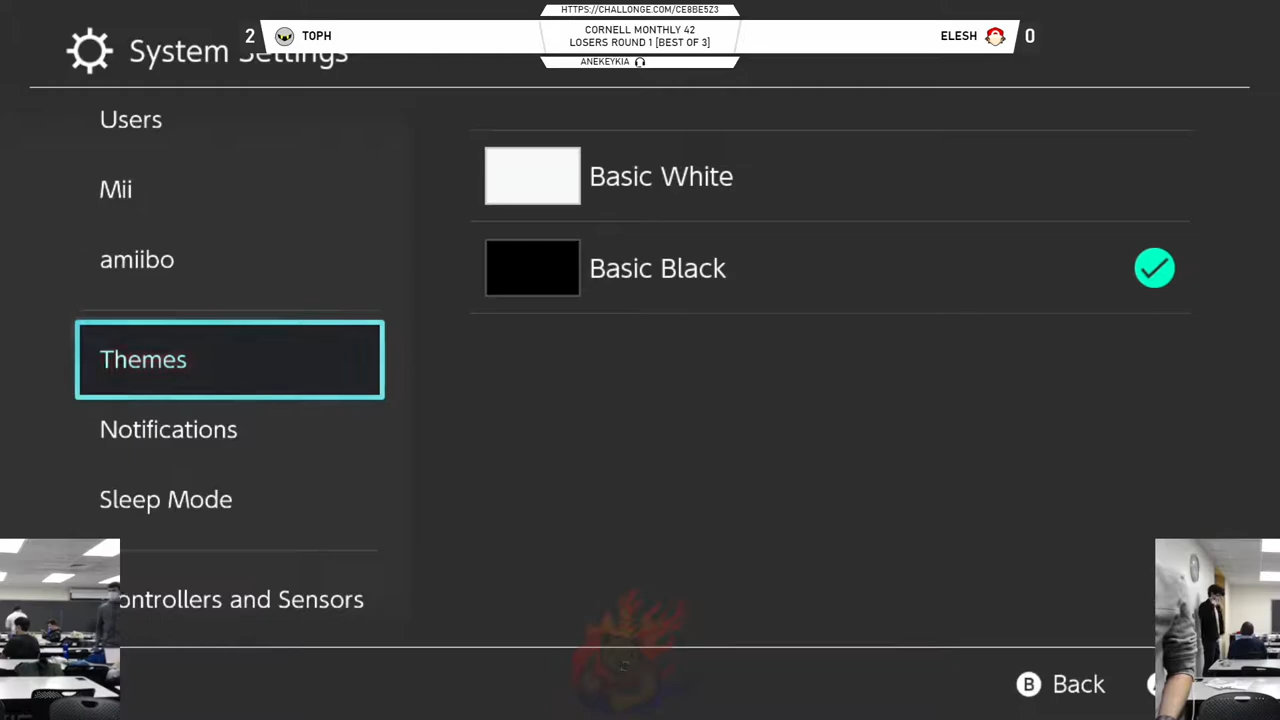 HTTPS://CHALLONGE.COM/CE8BE5Z3
2 TOPH
CORNELL MONTHLY 42
LOSERS ROUND 1 [BEST OF 3]
ELESH 0
ANEKEYKIA
System Settings
Users
Mii
amiibo
Themes
Notifications
Sleep Mode
ontrollers and Sensors
Basic White
Basic Black
B Back